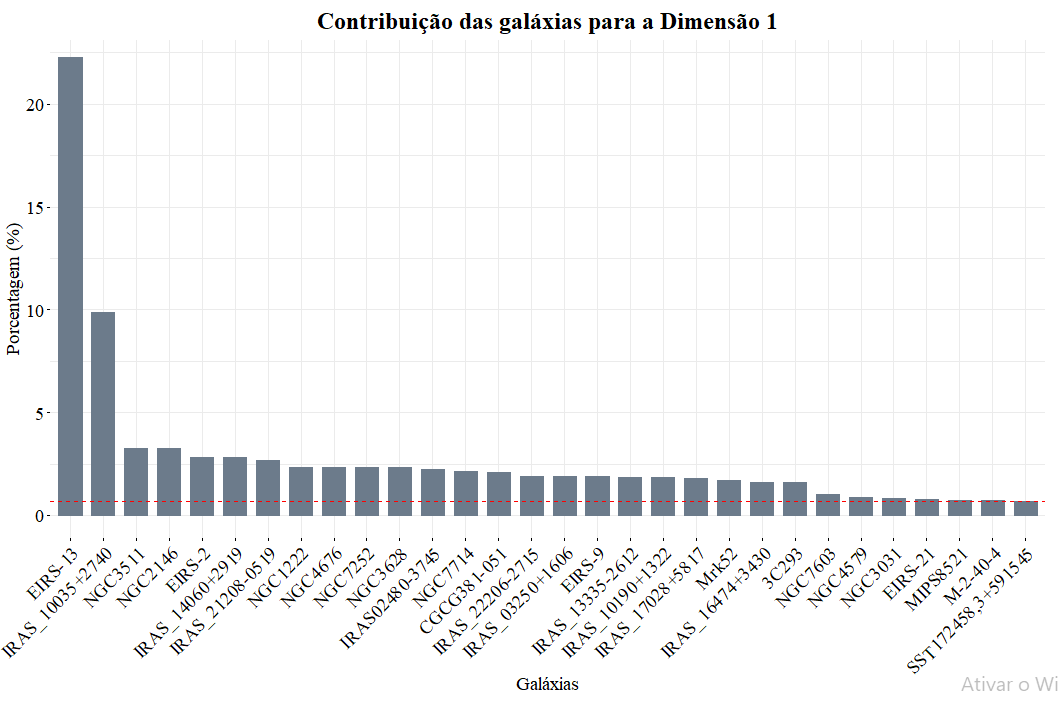 Contribuição das galáxias para a Dimensão 1
Porcentagem (%)
20
15
10
5
0
EIRS-13
IRAS_10035+2740
NGC3511
NGC2146
EIRS-2
IRAS_14060+2919
IRAS_21208-0519
NGC1222
NGC4676
NGC7252
NGC3628
IRAS02480-3745
NGC7714
CGCG381-051
IRAS_22206-2715
IRAS_03250+1606
EIRS-9
IRAS_13335-2612
IRAS_10190+1322
IRAS_17028+5817
Mrk52
IRAS_16474+3430
3C293
NGC7603
NGC4579
NGC3031
EIRS-21
MIPS8521
M-2-40-4
SST172458,3+591545
Galáxias
Ativar o Wi